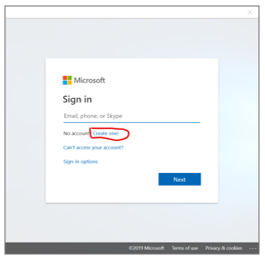 Microsoft
Sign in
Email, phone, or Skype
No account? Create user
Can't access your account?
Sign-in options
Next
©2019 Microsoft Terms of use Privacy & cookies ...